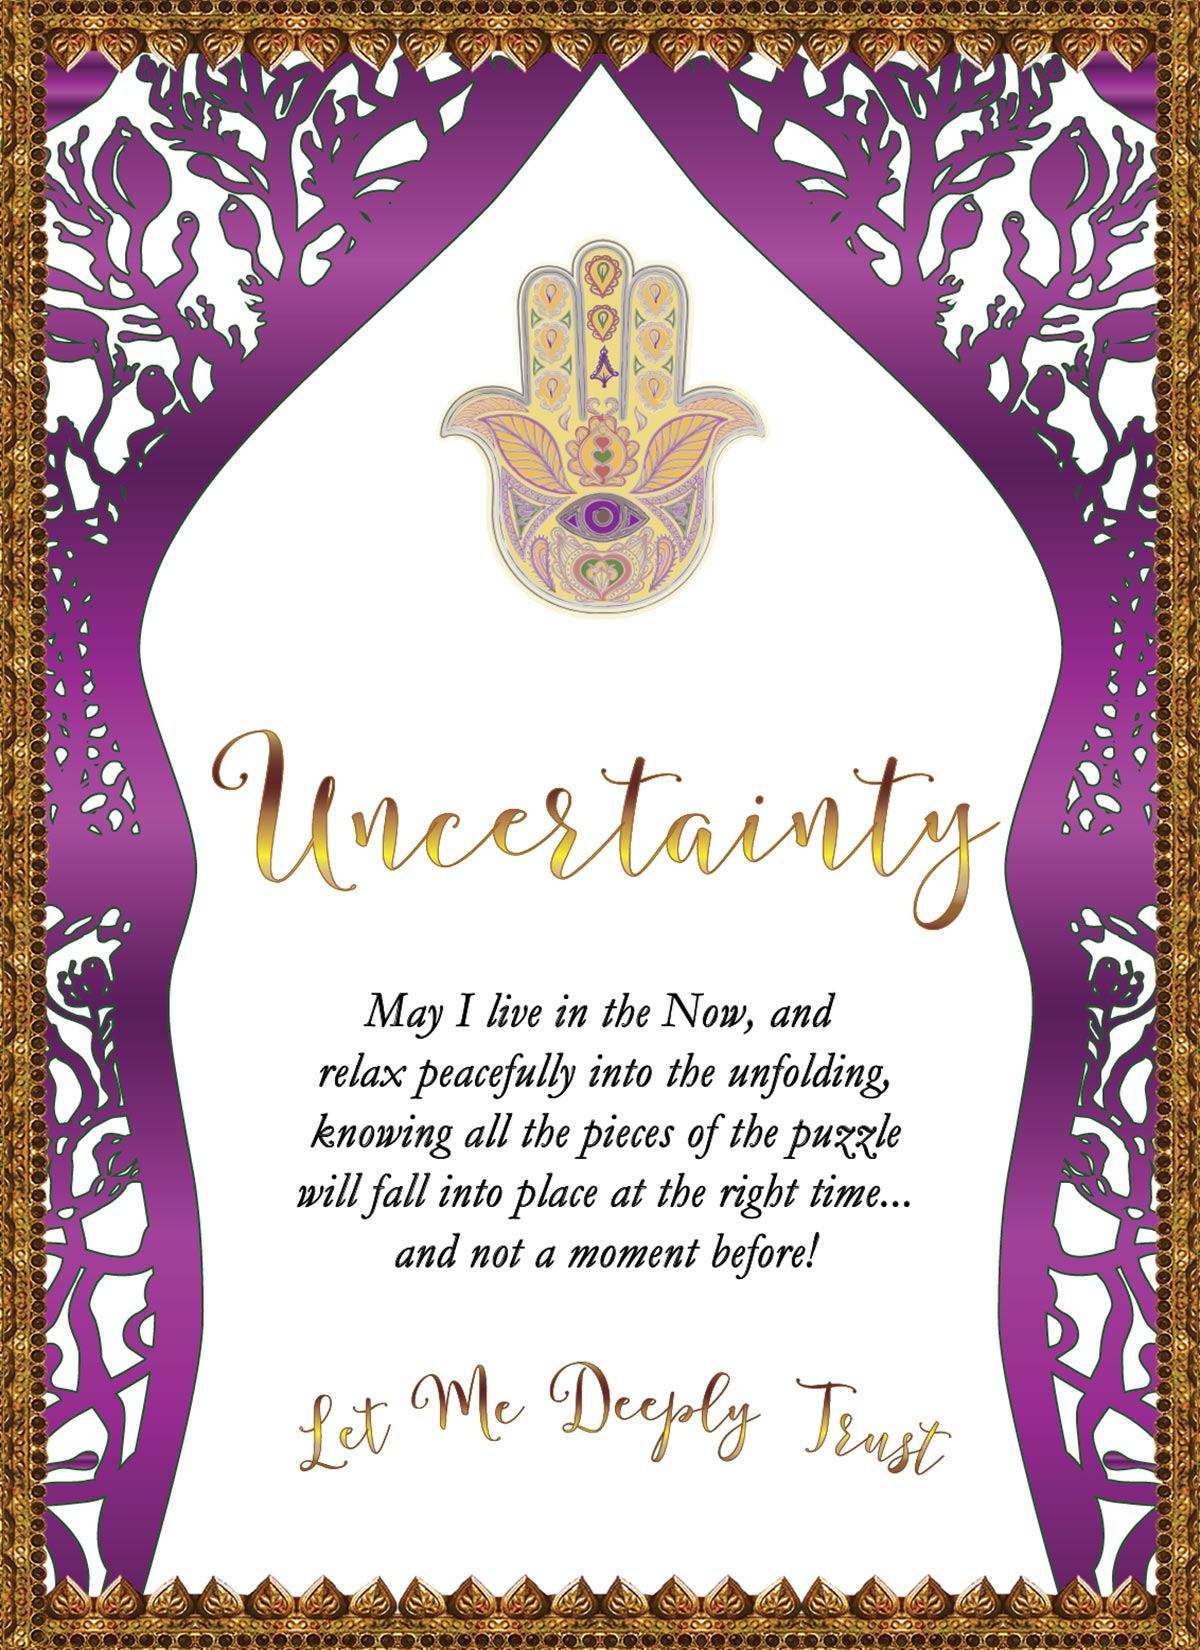 Uncertainty
May I live in the Now, and
relax peacefully into the unfolding,
knowing all the pieces of the puzzle
will fall into place at the right time...
and not a moment before!
Let Me Deeply Trust